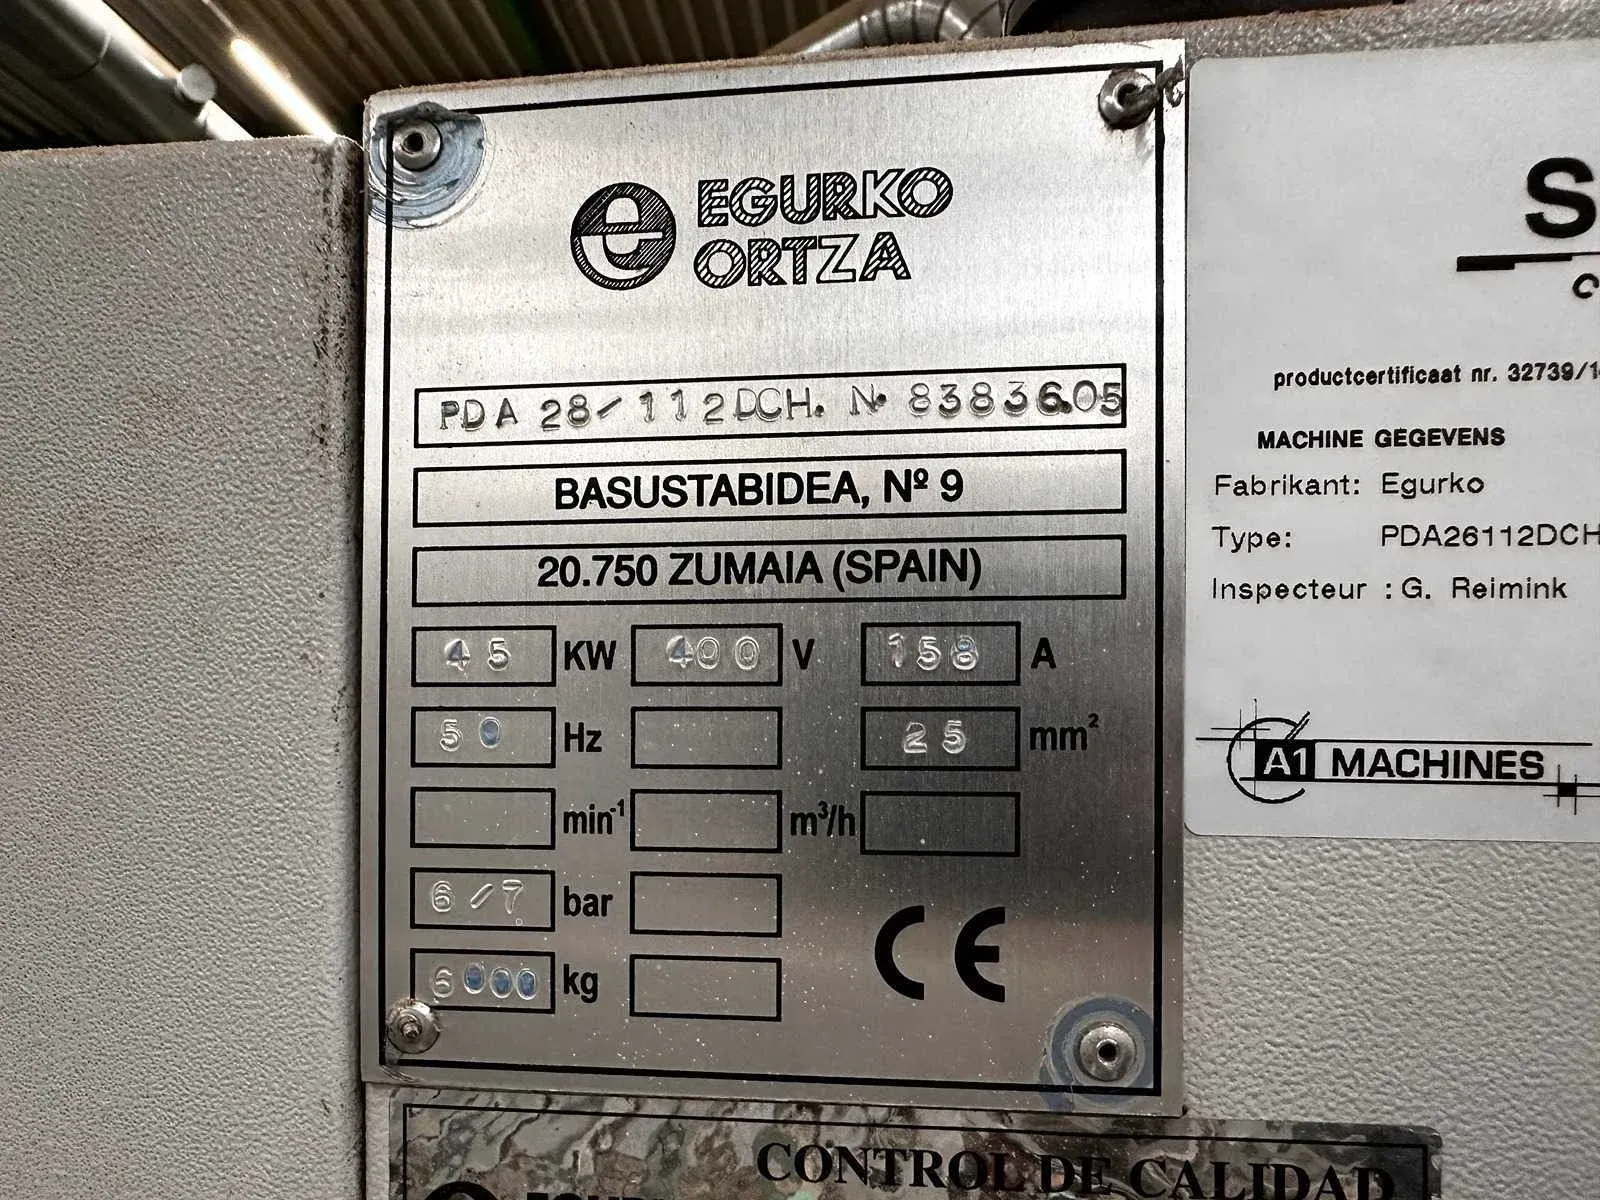 EGURKO
ORTZA
PDA 28/112DCH. Nº 8383605
BASUSTABIDEA, Nº 9
20.750 ZUMAIA (SPAIN)
45 KW 400 V 158 A
50 Hz 25 mm²
min⁻¹ m³/h
6/7 bar
6000 kg
CE
productcertificaat nr. 32739/1
MACHINE GEGEVENS
Fabrikant: Egurko
Type: PDA26112DCH
Inspecteur : G. Reimink
A1 MACHINES
CONTROL DE CALIDAD